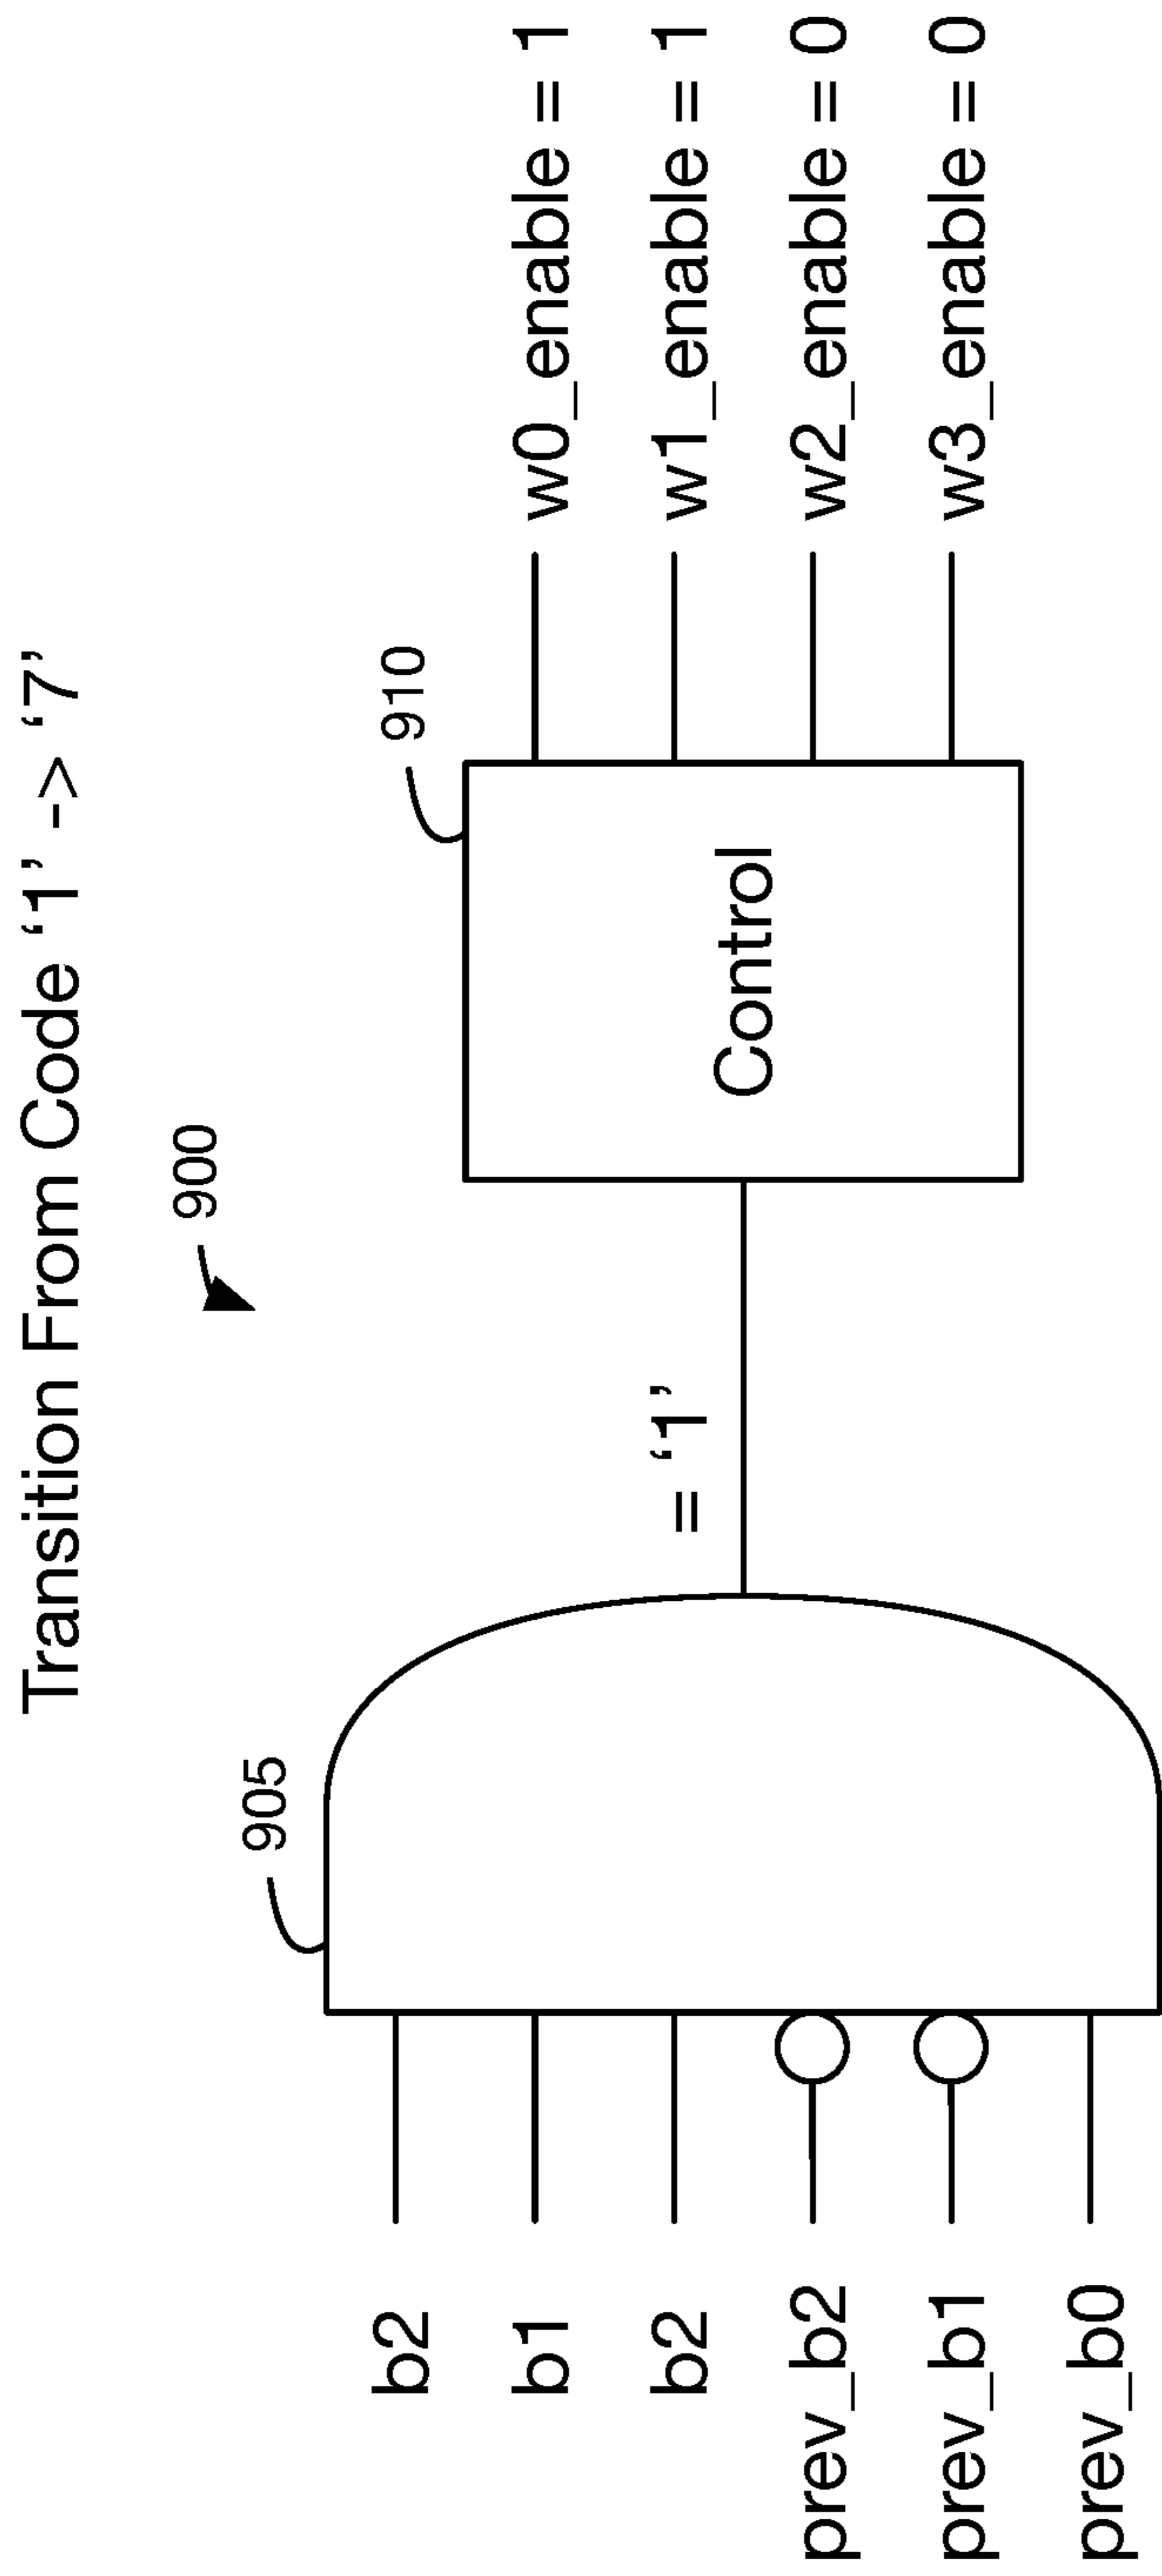 Transition From Code ‘1’ -> ‘7’
900
905
910
b2
b1
b2
prev_b2
prev_b1
prev_b0
= ‘1’
Control
w0_enable = 1
w1_enable = 1
w2_enable = 0
w3_enable = 0